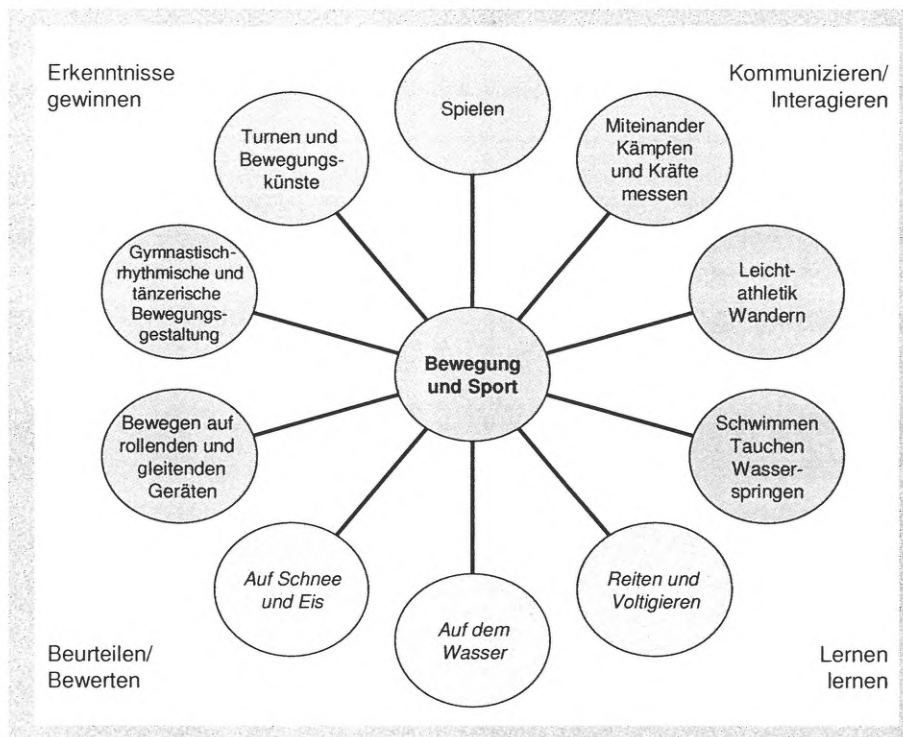 Erkenntnisse
gewinnen
Kommunizieren/
Interagieren
Spielen
Turnen und
Bewegungs-
künste
Miteinander
Kämpfen
und Kräfte
messen
Gymnastisch-
rhythmische und
tänzerische
Bewegungs-
gestaltung
Leicht-
athletik
Wandern
Bewegung
und Sport
Bewegen auf
rollenden und
gleitenden
Geräten
Schwimmen
Tauchen
Wasser-
springen
Auf Schnee
und Eis
Auf dem
Wasser
Reiten und
Voltigieren
Beurteilen/
Bewerten
Lernen
lernen